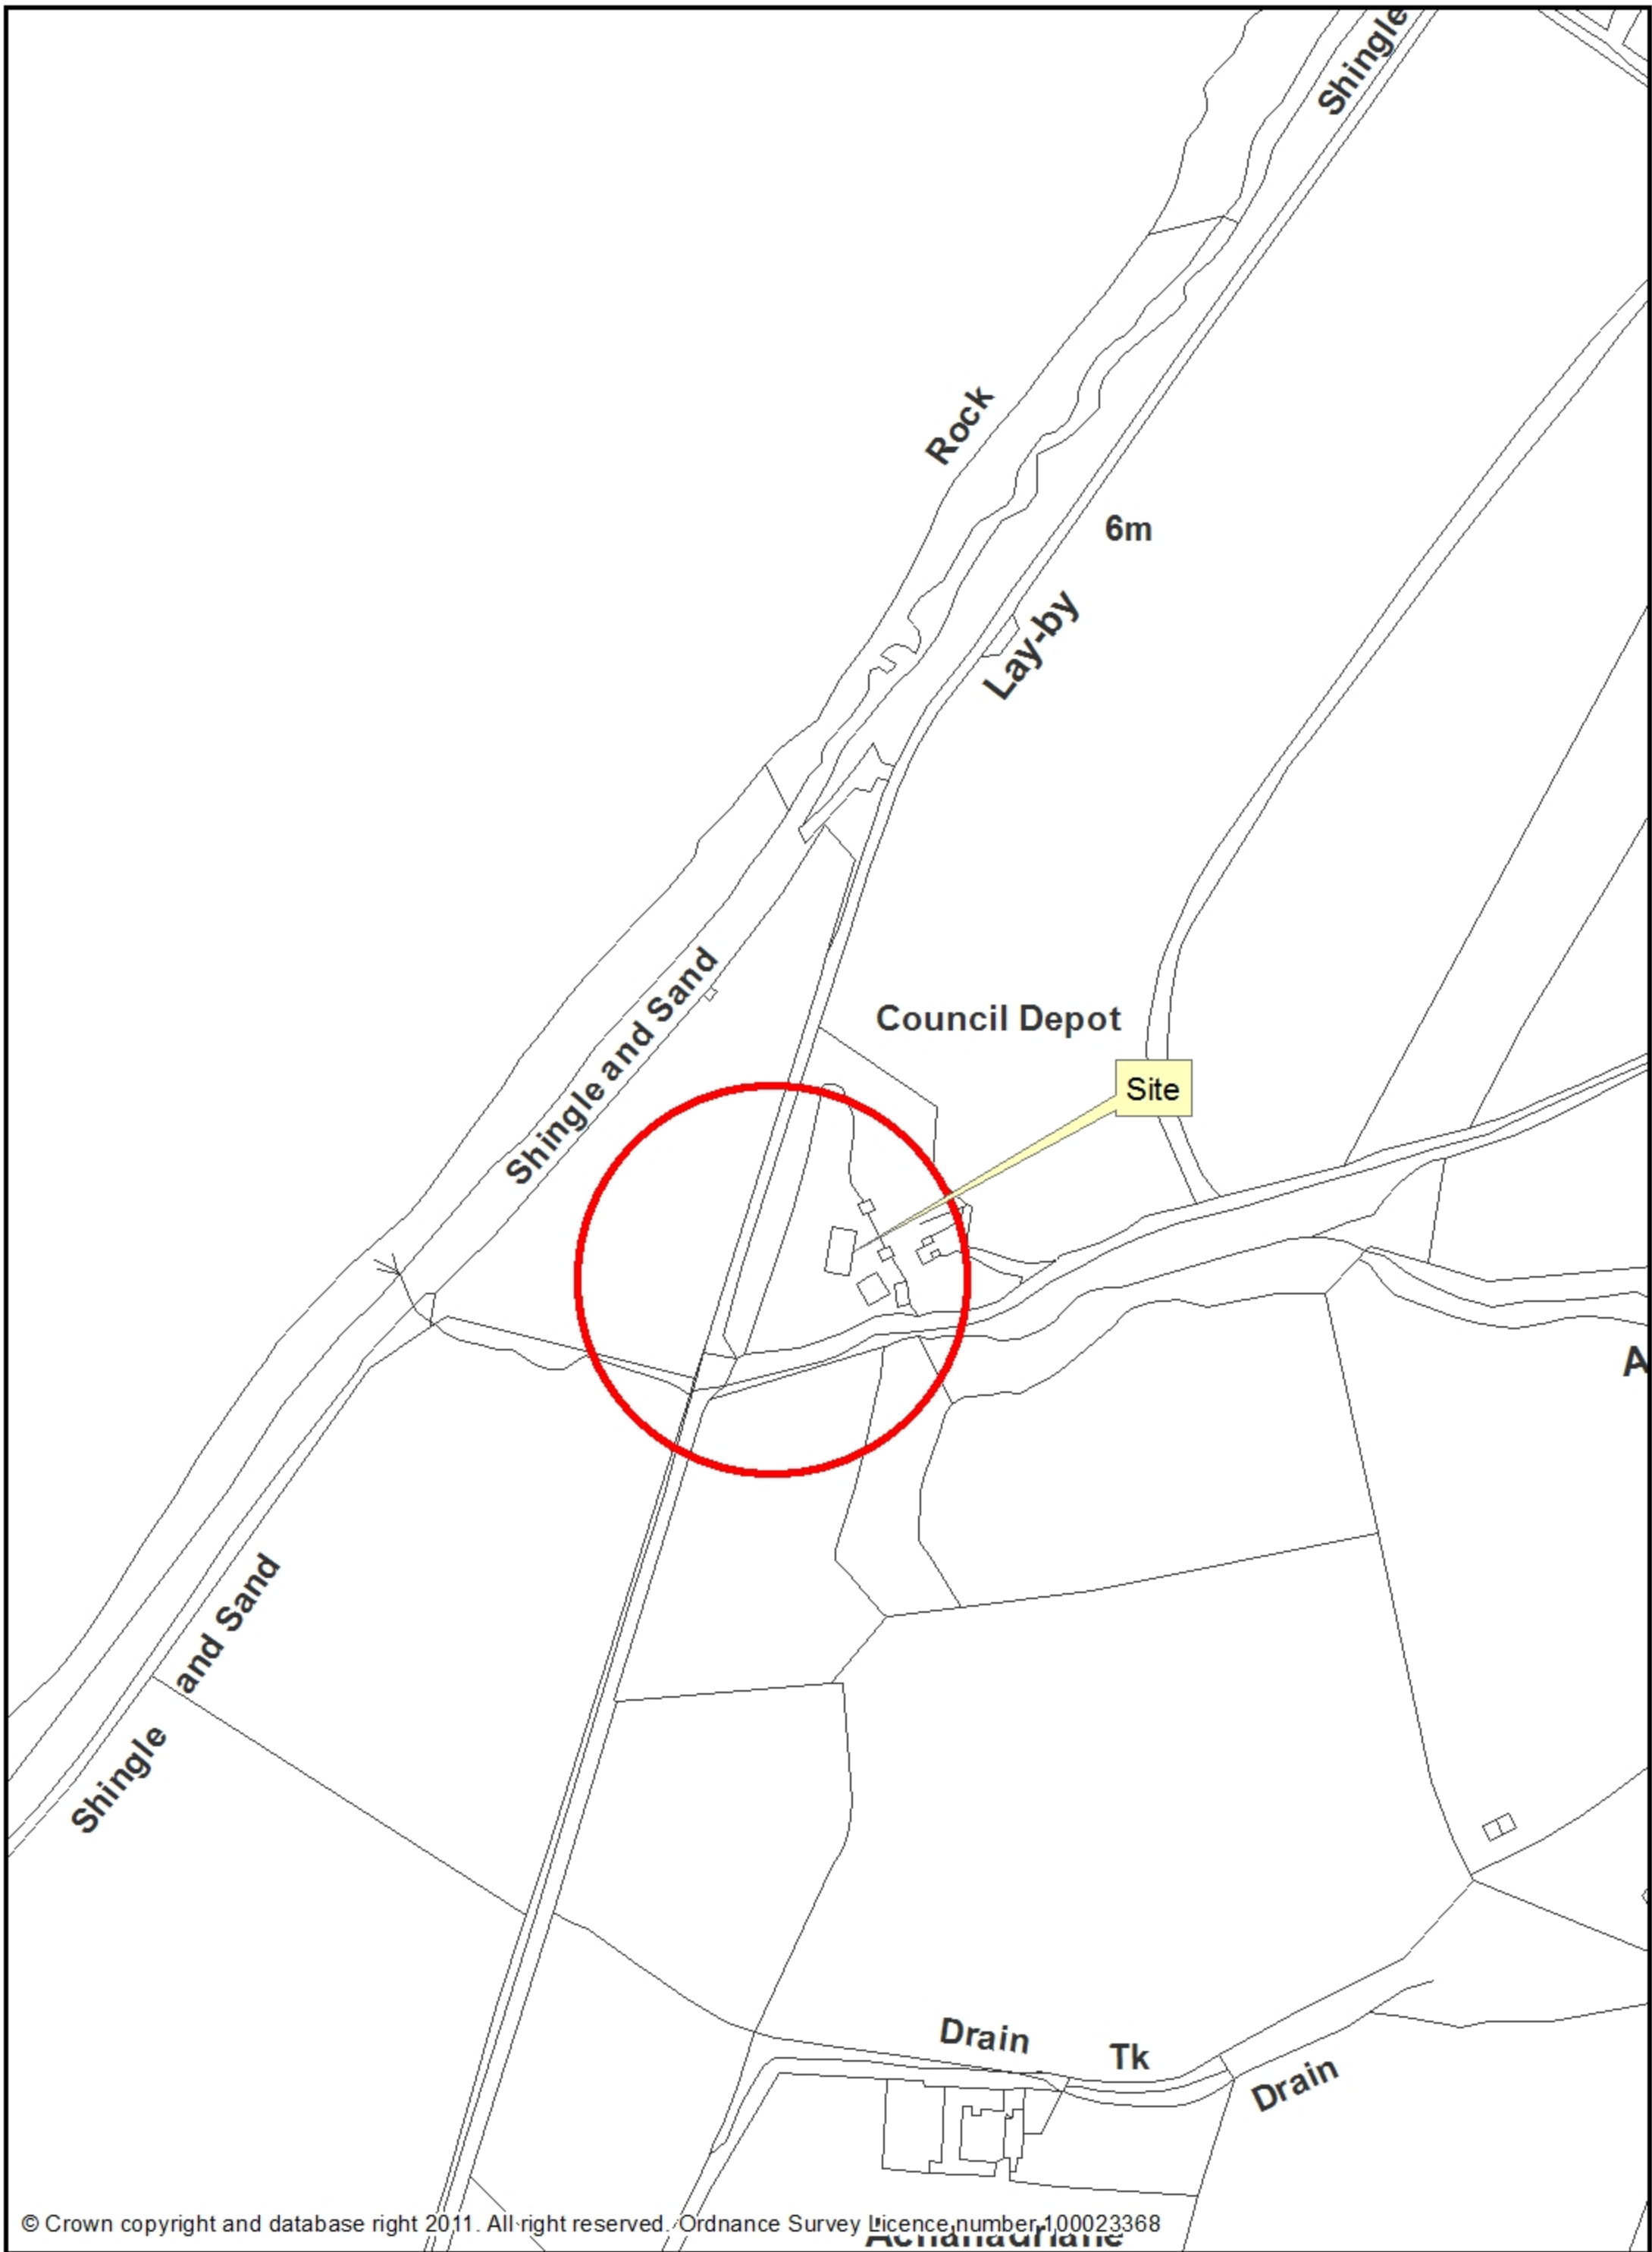 Shingle
Rock
6m
Lay-by
Shingle and Sand
Council Depot
Site
and Sand
Shingle
Drain
Tk
Drain
© Crown copyright and database right 2011. All right reserved. Ordnance Survey Licence number 100023368